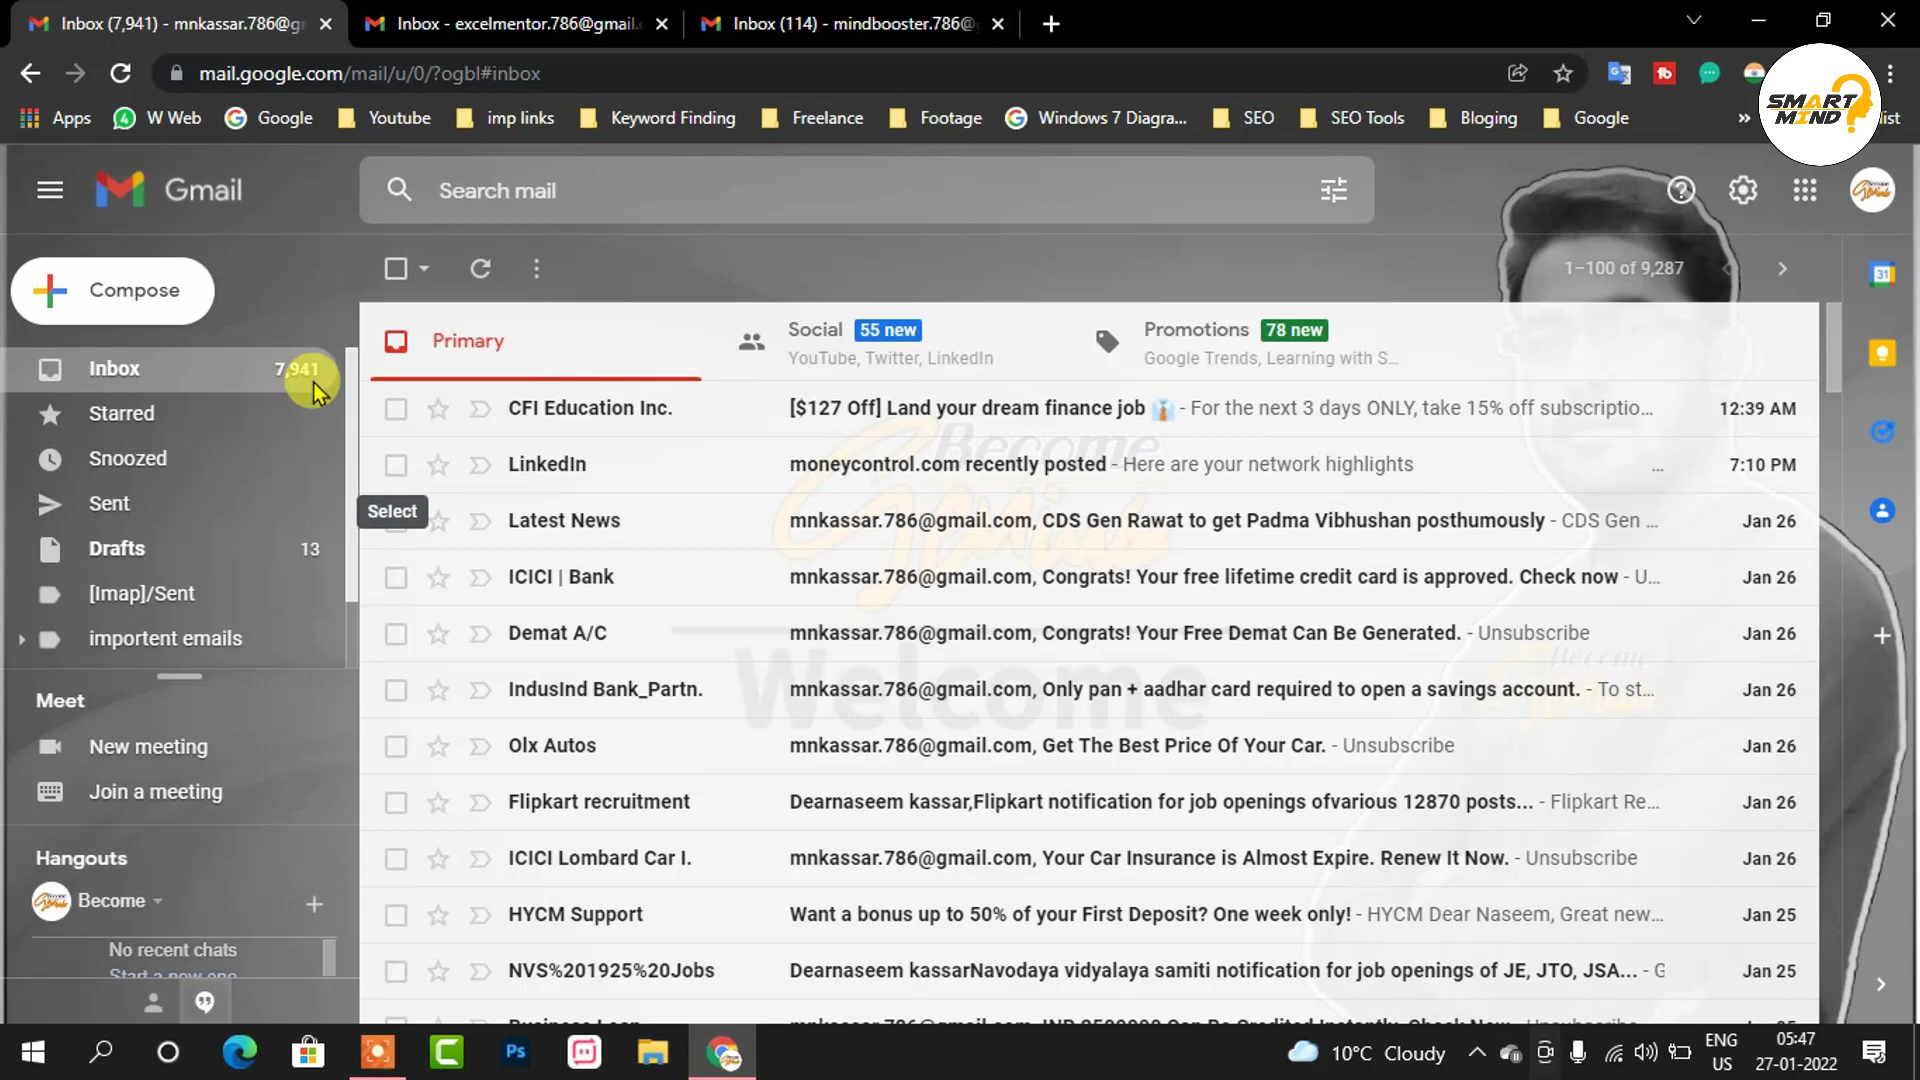 Inbox (7,941) - mnkassar.786@gm
Inbox - excelmentor.786@gmail.
Inbox (114) - mindbooster.786@
mail.google.com/mail/u/0/?ogbl#inbox
Apps
W Web
Google
Youtube
imp links
Keyword Finding
Freelance
Footage
Windows 7 Diagra...
SEO
SEO Tools
Bloging
Google
»
list
SMART
MIND
Gmail
Search mail
Compose
1–100 of 9,287
31
Inbox 7,941
Starred
Snoozed
Sent
Drafts 13
[Imap]/Sent
importent emails
Meet
New meeting
Join a meeting
Hangouts
Become
No recent chats
Start a new one
Select
Primary
Social 55 new
YouTube, Twitter, LinkedIn
Promotions 78 new
Google Trends, Learning with S...
CFI Education Inc. [$127 Off] Land your dream finance job 👔 - For the next 3 days ONLY, take 15% off subscriptio... 12:39 AM
LinkedIn moneycontrol.com recently posted - Here are your network highlights ... 7:10 PM
Latest News mnkassar.786@gmail.com, CDS Gen Rawat to get Padma Vibhushan posthumously - CDS Gen ... Jan 26
ICICI | Bank mnkassar.786@gmail.com, Congrats! Your free lifetime credit card is approved. Check now - U... Jan 26
Demat A/C mnkassar.786@gmail.com, Congrats! Your Free Demat Can Be Generated. - Unsubscribe Jan 26
IndusInd Bank_Partn. mnkassar.786@gmail.com, Only pan + aadhar card required to open a savings account. - To st... Jan 26
Olx Autos mnkassar.786@gmail.com, Get The Best Price Of Your Car. - Unsubscribe Jan 26
Flipkart recruitment Dearnaseem kassar,Flipkart notification for job openings ofvarious 12870 posts... - Flipkart Re... Jan 26
ICICI Lombard Car I. mnkassar.786@gmail.com, Your Car Insurance is Almost Expire. Renew It Now. - Unsubscribe Jan 26
HYCM Support Want a bonus up to 50% of your First Deposit? One week only! - HYCM Dear Naseem, Great new... Jan 25
NVS%201925%20Jobs Dearnaseem kassarNavodaya vidyalaya samiti notification for job openings of JE, JTO, JSA... - G Jan 25
Become
Genius
Welcome
Ps
10°C Cloudy
ENG
US
05:47
27-01-2022